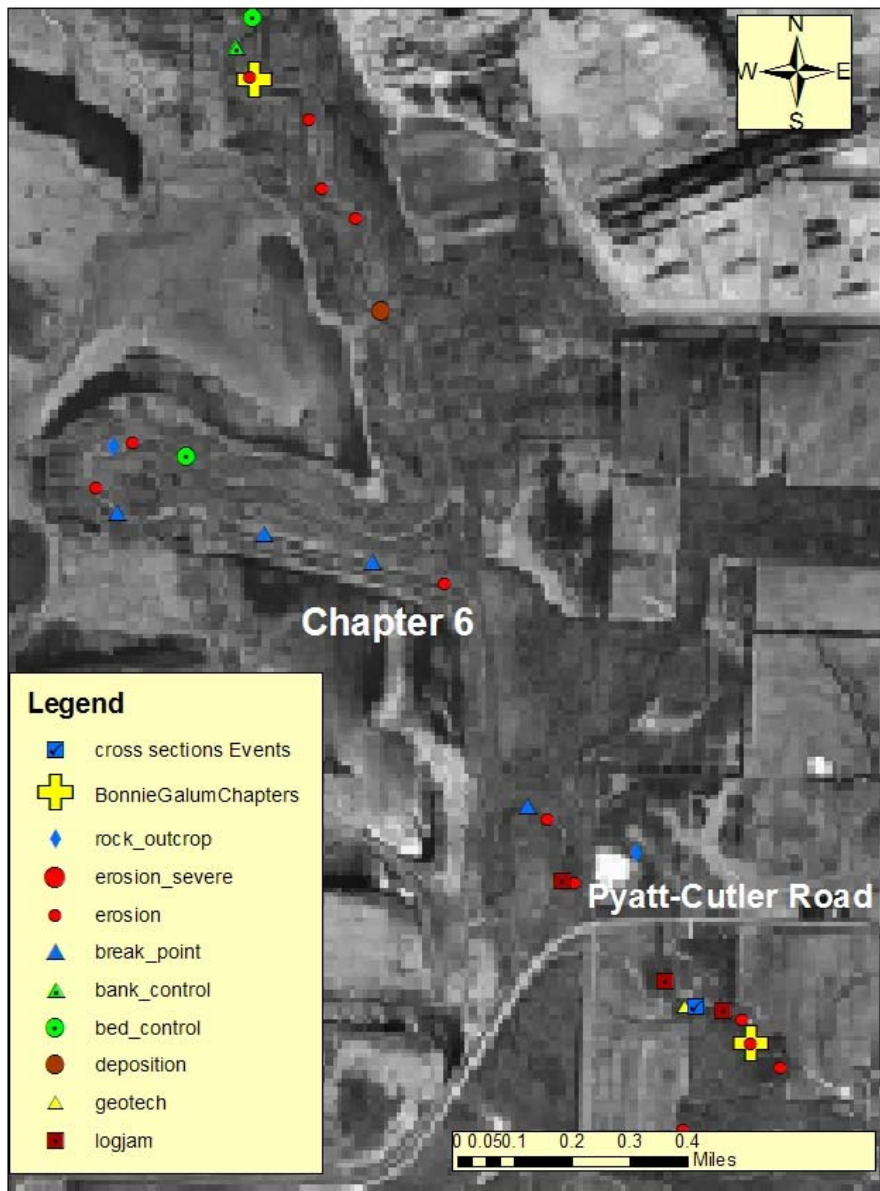 N
W E
S
Chapter 6
Legend
cross sections Events
BonnieGalumChapters
rock_outcrop
erosion_severe
erosion
break_point
bank_control
bed_control
deposition
geotech
logjam
Pyatt-Cutler Road
0 0.050.1 0.2 0.3 0.4
Miles